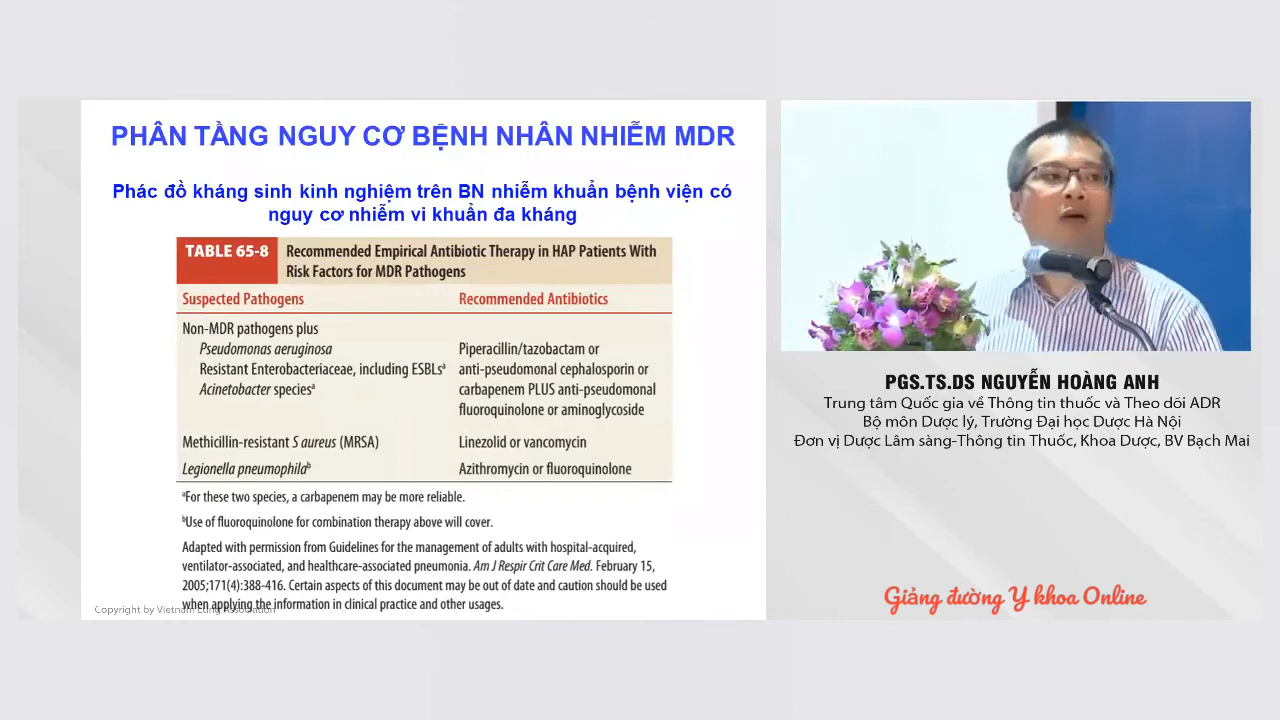 PHÂN TẦNG NGUY CƠ BỆNH NHÂN NHIỄM MDR
Phác đồ kháng sinh kinh nghiệm trên BN nhiễm khuẩn bệnh viện có
nguy cơ nhiễm vi khuẩn đa kháng
TABLE 65-8
Recommended Empirical Antibiotic Therapy in HAP Patients With
Risk Factors for MDR Pathogens
Suspected Pathogens
Recommended Antibiotics
Non-MDR pathogens plus
Pseudomonas aeruginosa
Piperacillin/tazobactam or
Resistant Enterobacteriaceae, including ESBLsᵃ
anti-pseudomonal cephalosporin or
Acinetobacter speciesᵃ
carbapenem PLUS anti-pseudomonal
fluoroquinolone or aminoglycoside
Methicillin-resistant S aureus (MRSA)
Linezolid or vancomycin
Legionella pneumophilaᵇ
Azithromycin or fluoroquinolone
ᵃFor these two species, a carbapenem may be more reliable.
ᵇUse of fluoroquinolone for combination therapy above will cover.
Adapted with permission from Guidelines for the management of adults with hospital-acquired,
ventilator-associated, and healthcare-associated pneumonia. Am J Respir Crit Care Med. February 15,
2005;171(4):388-416. Certain aspects of this document may be out of date and caution should be used
when applying the information in clinical practice and other usages.
Copyright by Vietnam Lung Association
PGS.TS.DS NGUYỄN HOÀNG ANH
Trung tâm Quốc gia về Thông tin thuốc và Theo dõi ADR
Bộ môn Dược lý, Trường Đại học Dược Hà Nội
Đơn vị Dược Lâm sàng-Thông tin Thuốc, Khoa Dược, BV Bạch Mai
Giảng đường Y khoa Online